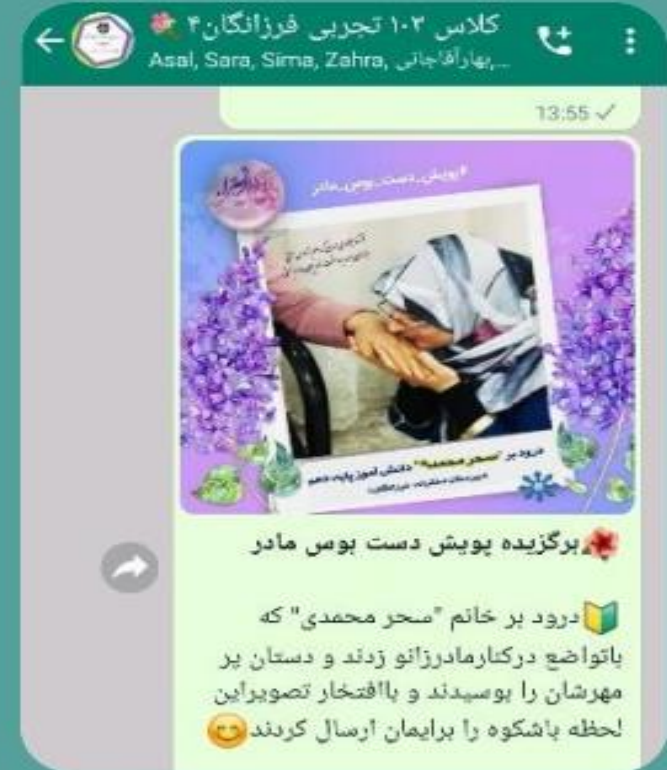 کلاس ۱۰۳ تجربی فرزانگان۴
Asal, Sara, Sima, Zahra, بهارآقاجانی,...
13:55
#پویش_دست_بوس_مادر
درود بر "سحر محمدی" دانش آموز پایه دهم
برگزیده پویش دست بوس مادر
درود بر خانم "سحر محمدی" که
باتواضع درکنارمادرزانو زدند و دستان پر
مهرشان را بوسیدند و باافتخار تصویراین
لحظه باشکوه را برایمان ارسال کردند